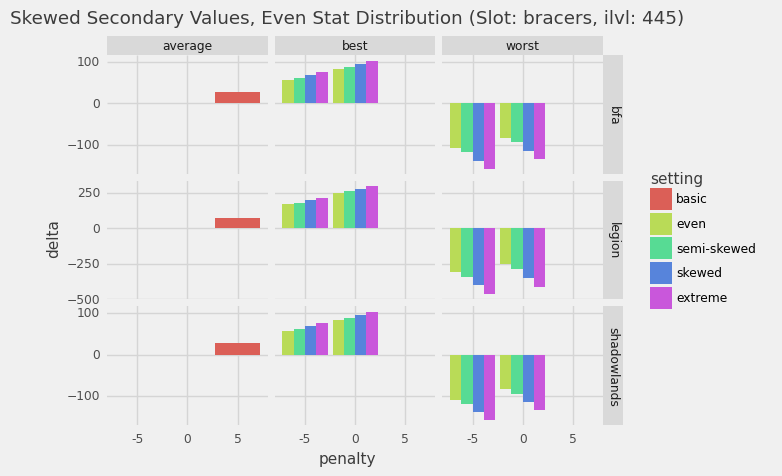 Skewed Secondary Values, Even Stat Distribution (Slot: bracers, ilvl: 445)
average best worst
100
0
−100
bfa
250
0
−250
−500
legion
100
0
−100
shadowlands
delta
-5 0 5 -5 0 5 -5 0 5
penalty
setting
basic
even
semi-skewed
skewed
extreme